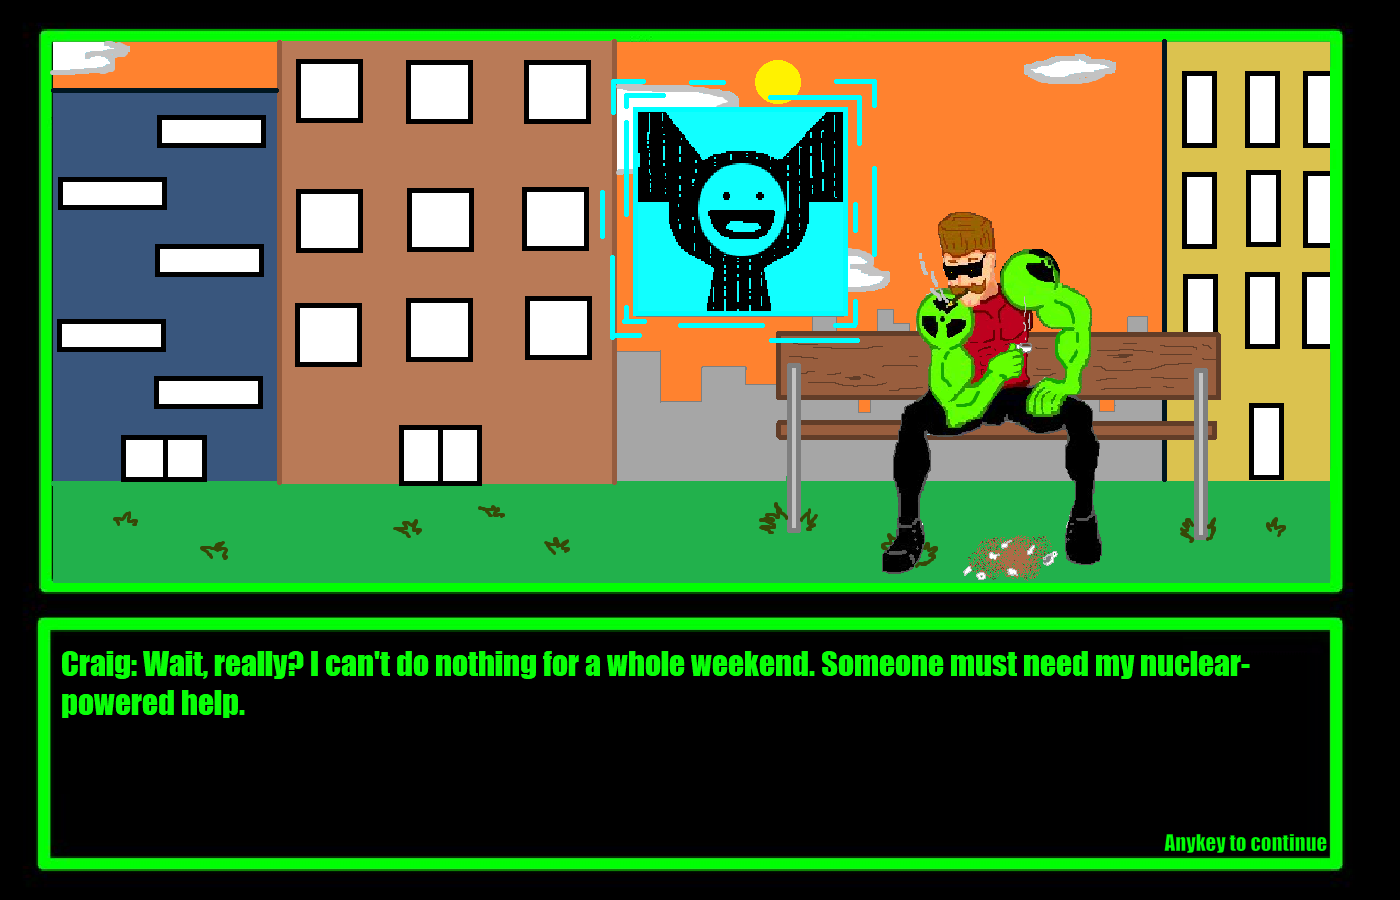 Craig: Wait, really? I can't do nothing for a whole weekend. Someone must need my nuclear-
powered help.
Anykey to continue